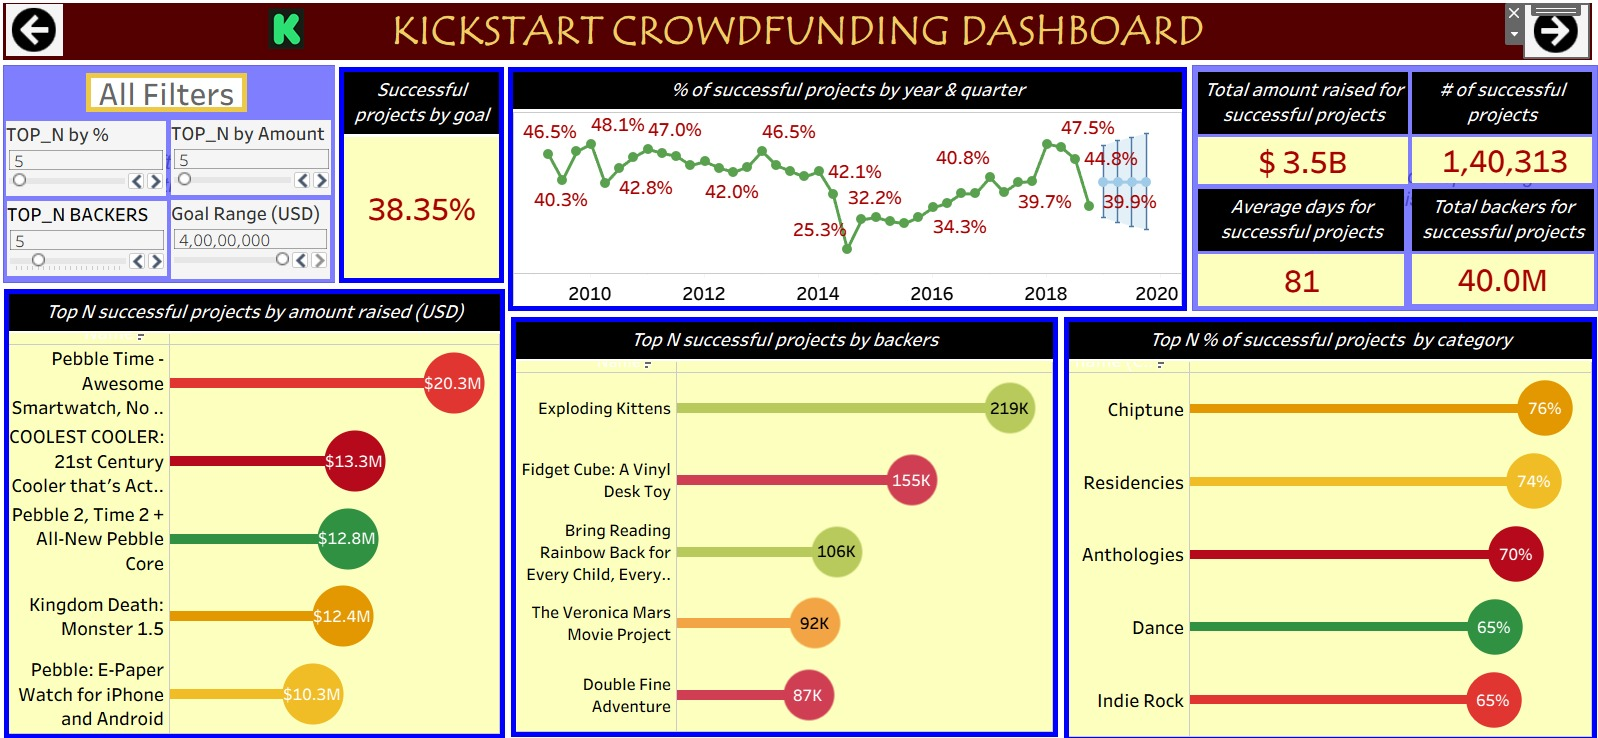 K
KICKSTART CROWDFUNDING DASHBOARD
All Filters
TOP_N by %
5
TOP_N by Amount
5
TOP_N BACKERS
5
Goal Range (USD)
4,00,00,000
Successful
projects by goal
38.35%
% of successful projects by year & quarter
46.5%
48.1%
47.0%
46.5%
47.5%
40.3%
42.8%
42.0%
42.1%
32.2%
25.3%
40.8%
34.3%
39.7%
44.8%
39.9%
2010
2012
2014
2016
2018
2020
Total amount raised for
successful projects
$ 3.5B
# of successful
projects
1,40,313
Average days for
successful projects
81
Total backers for
successful projects
40.0M
Top N successful projects by amount raised (USD)
Pebble Time -
Awesome
Smartwatch, No ..
$20.3M
COOLEST COOLER:
21st Century
Cooler that's Act..
$13.3M
Pebble 2, Time 2 +
All-New Pebble
Core
$12.8M
Kingdom Death:
Monster 1.5
$12.4M
Pebble: E-Paper
Watch for iPhone
and Android
$10.3M
Top N successful projects by backers
Exploding Kittens
219K
Fidget Cube: A Vinyl
Desk Toy
155K
Bring Reading
Rainbow Back for
Every Child, Every..
106K
The Veronica Mars
Movie Project
92K
Double Fine
Adventure
87K
Top N % of successful projects by category
Chiptune
76%
Residencies
74%
Anthologies
70%
Dance
65%
Indie Rock
65%